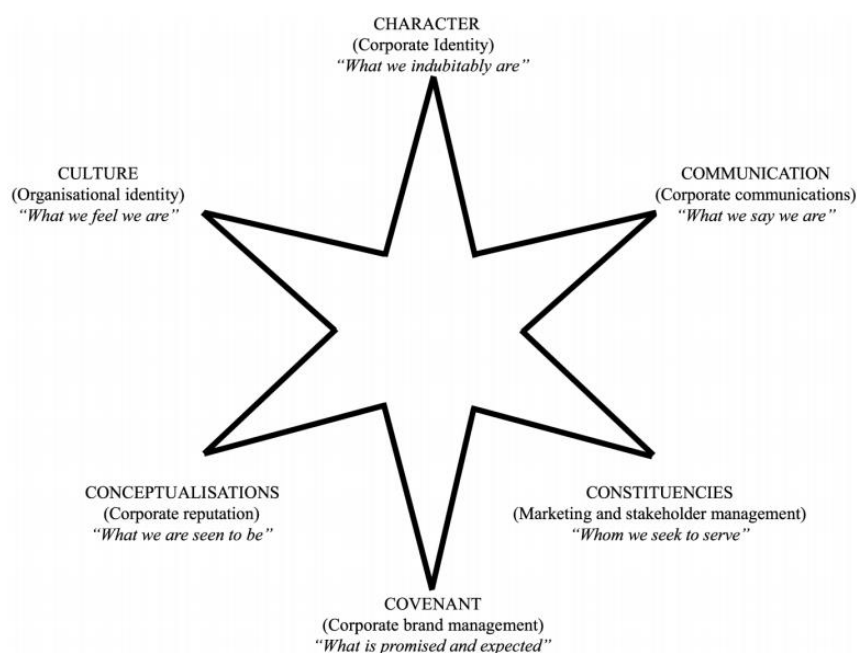 CHARACTER
(Corporate Identity)
“What we indubitably are”
CULTURE
(Organisational identity)
“What we feel we are”
COMMUNICATION
(Corporate communications)
“What we say we are”
CONCEPTUALISATIONS
(Corporate reputation)
“What we are seen to be”
CONSTITUENCIES
(Marketing and stakeholder management)
“Whom we seek to serve”
COVENANT
(Corporate brand management)
“What is promised and expected”